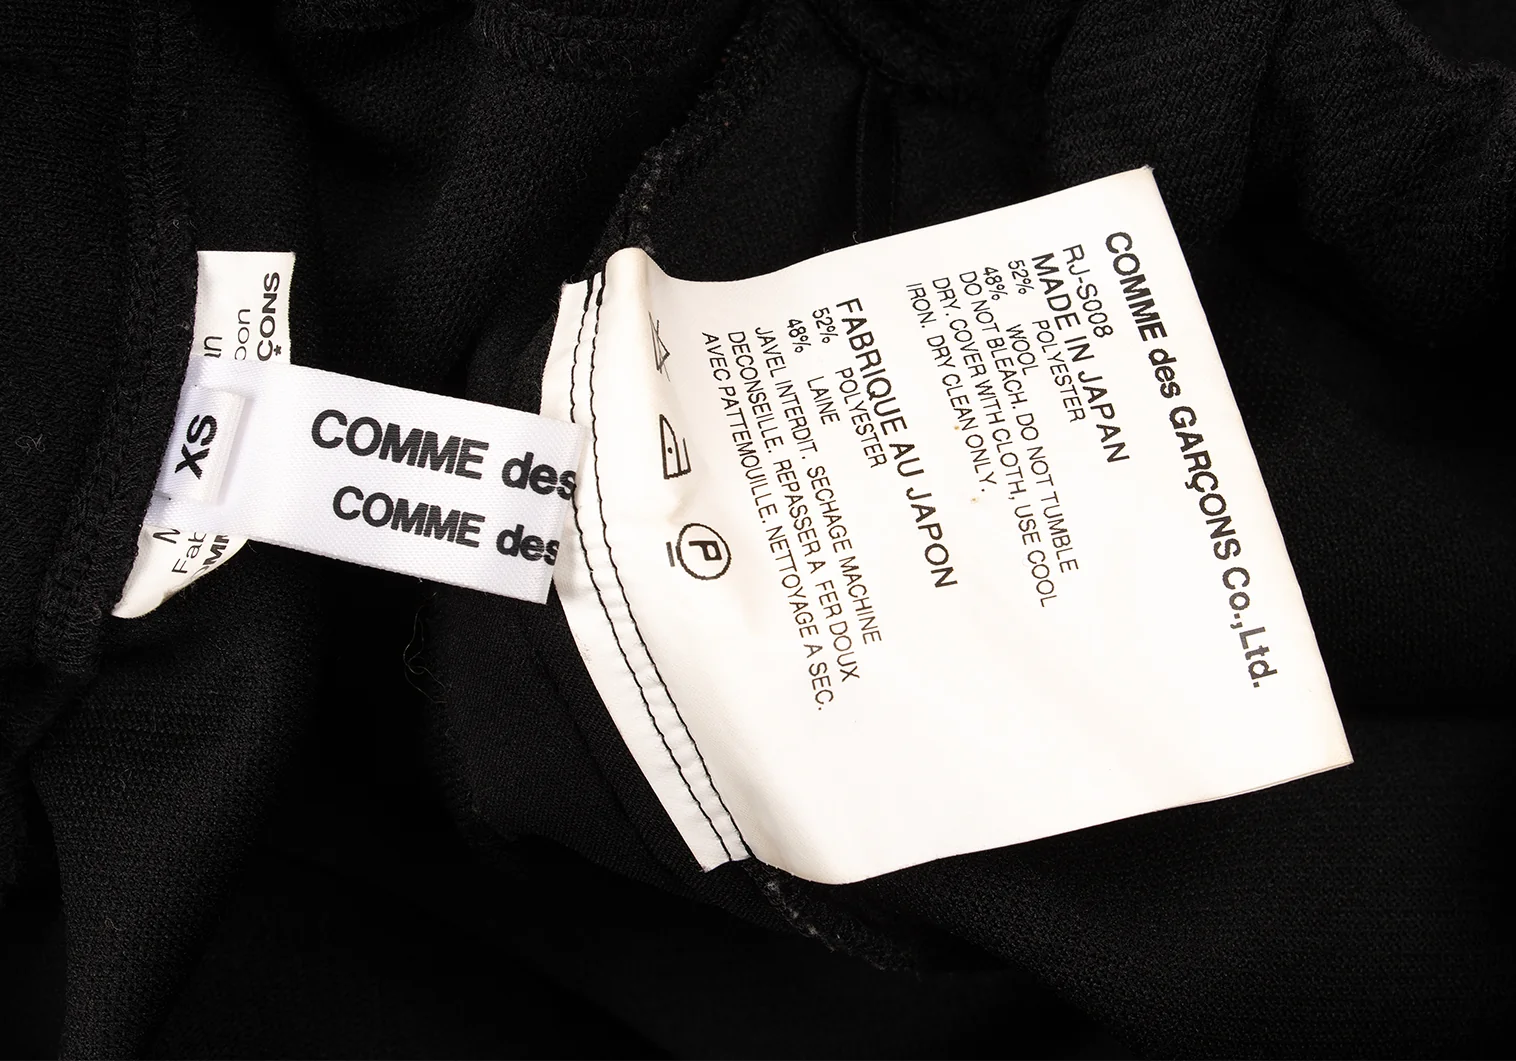 COMME des GARÇONS Co.,Ltd.
RJ-S008
MADE IN JAPAN
52% POLYESTER
48% WOOL
DO NOT BLEACH. DO NOT TUMBLE
DRY. COVER WITH CLOTH, USE COOL
IRON. DRY CLEAN ONLY.
FABRIQUE AU JAPON
52% POLYESTER
48% LAINE
JAVEL INTERDIT. SECHAGE MACHINE
DECONSEILLE. REPASSER A FER DOUX
AVEC PATTEMOUILLE. NETTOYAGE A SEC.
P
COMME des
COMME des
XS
ÇONS